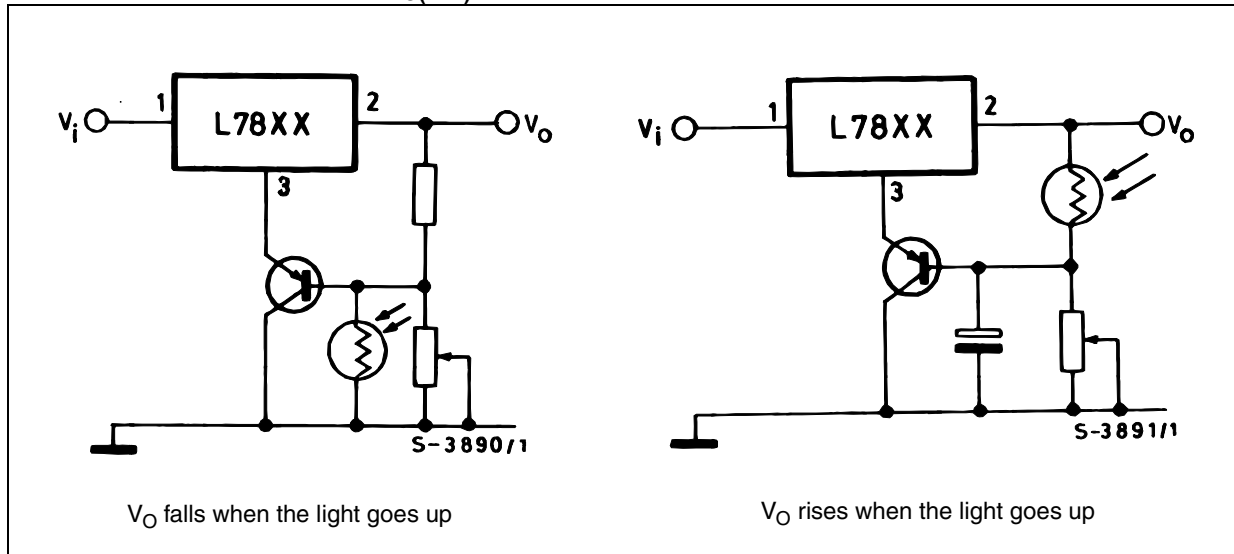 1
L78XX
2
Vi
Vo
3
S-3890/1
VO falls when the light goes up
1
L78XX
2
Vi
Vo
3
S-3891/1
VO rises when the light goes up